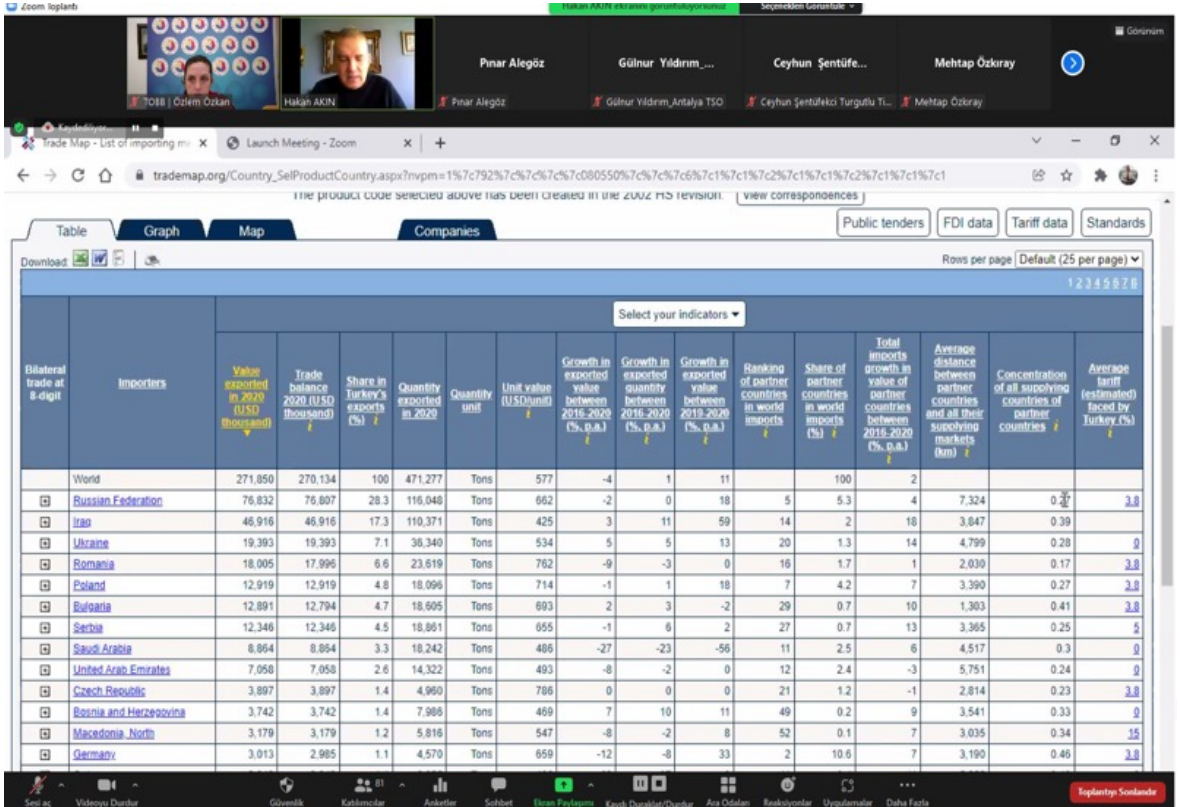 Zoom Toplantı
Hakan AKIN ekranını görüntülüyorsunuz
Seçenekleri Görüntüle
Görünüm
Pınar Alegöz
Gülnur Yıldırım_...
Ceyhun Şentüfe...
Mehtap Özkıray
TOBB | Özlem Özkan
Hakan AKIN
Pınar Alegöz
Gülnur Yıldırım_Antalya TSO
Ceyhun Şentüfekci Turgutlu Ti...
Mehtap Özkıray
Kaydediliyor...
Trade Map - List of importing m
Launch Meeting - Zoom
trademap.org/Country_SelProductCountry.aspx?nvpm=1%7c792%7c%7c%7c%7c080550%7c%7c%7c6%7c1%7c1%7c2%7c1%7c1%7c2%7c1%7c1%7c1
The product code selected above has been created in the 2002 HS revision.
View correspondences
Table
Graph
Map
Companies
Public tenders
FDI data
Tariff data
Standards
Download:
Rows per page Default (25 per page)
1 2 3 4 5 6 7 8
Select your indicators
Bilateral trade at 8-digit
Importers
Value exported in 2020 (USD thousand)
Trade balance 2020 (USD thousand)
Share in Turkey's exports (%)
Quantity exported in 2020
Quantity unit
Unit value (USD/unit)
Growth in exported value between 2016-2020 (%, p.a.)
Growth in exported quantity between 2016-2020 (%, p.a.)
Growth in exported value between 2019-2020 (%, p.a.)
Ranking of partner countries in world imports
Share of partner countries in world imports (%)
Total imports growth in value of partner countries between 2016-2020 (%, p.a.)
Average distance between partner countries and all their supplying markets (km)
Concentration of all supplying countries of partner countries
Average tariff (estimated) faced by Turkey (%)
World 271,850 270,134 100 471,277 Tons 577 -4 1 11 100 2
Russian Federation 76,832 76,807 28.3 116,048 Tons 662 -2 0 18 5 5.3 4 7,324 3.8
Iraq 46,916 46,916 17.3 110,371 Tons 425 3 11 59 14 2 18 3,847 0.39
Ukraine 19,393 19,393 7.1 36,340 Tons 534 5 5 13 20 1.3 14 4,799 0.28 0
Romania 18,005 17,996 6.6 23,619 Tons 762 -9 -3 0 16 1.7 1 2,030 0.17 3.8
Poland 12,919 12,919 4.8 18,096 Tons 714 -1 1 18 7 4.2 7 3,390 0.27 3.8
Bulgaria 12,891 12,794 4.7 18,605 Tons 693 2 3 -2 29 0.7 10 1,303 0.41 3.8
Serbia 12,346 12,346 4.5 18,861 Tons 655 -1 6 2 27 0.7 13 3,365 0.25 5
Saudi Arabia 8,864 8,864 3.3 18,242 Tons 486 -27 -23 -56 11 2.5 6 4,517 0.3 0
United Arab Emirates 7,058 7,058 2.6 14,322 Tons 493 -8 -2 0 12 2.4 -3 5,751 0.24 0
Czech Republic 3,897 3,897 1.4 4,960 Tons 786 0 0 0 21 1.2 -1 2,814 0.23 3.8
Bosnia and Herzegovina 3,742 3,742 1.4 7,986 Tons 469 7 10 11 49 0.2 9 3,541 0.33 0
Macedonia, North 3,179 3,179 1.2 5,816 Tons 547 -8 -2 8 52 0.1 7 3,035 0.34 15
Germany 3,013 2,985 1.1 4,570 Tons 659 -12 -8 33 2 10.6 7 3,190 0.46 3.8
Sesi aç
Videoyu Durdur
Güvenlik
81
Katılımcılar
Anketler
Sohbet
Ekran Paylaşımı
Kaydı Duraklat/Durdur
Ara Odaları
Reaksiyonlar
Uygulamalar
Daha Fazla
Toplantıyı Sonlandır